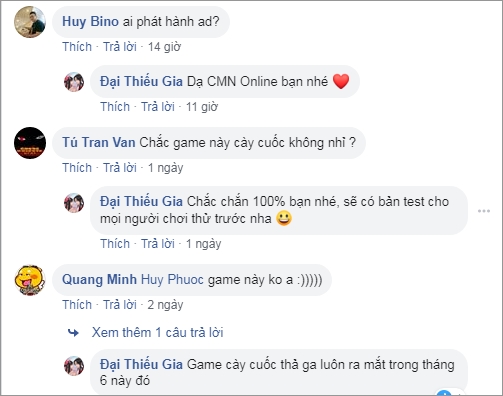 Huy Bino ai phát hành ad?
Thích · Trả lời · 14 giờ
Đại Thiếu Gia Dạ CMN Online bạn nhé ❤️
Thích · Trả lời · 11 giờ
Tú Tran Van Chắc game này cày cuốc không nhỉ ?
Thích · Trả lời · 1 ngày
Đại Thiếu Gia Chắc chắn 100% bạn nhé, sẽ có bản test cho
mọi người chơi thử trước nha 😀
Thích · Trả lời · 1 ngày
Quang Minh Huy Phuoc game này ko a :)))))
Thích · Trả lời · 2 ngày
Xem thêm 1 câu trả lời
Đại Thiếu Gia Game cày cuốc thả ga luôn ra mắt trong tháng
6 này đó